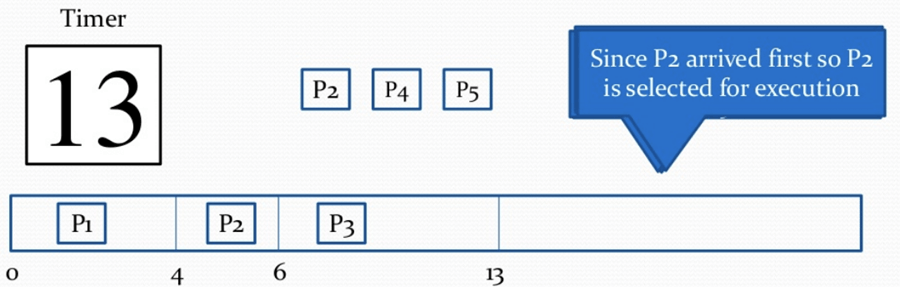 Timer
13
P2 P4 P5
Since P2 arrived first so P2
is selected for execution
P1 P2 P3
0 4 6 13